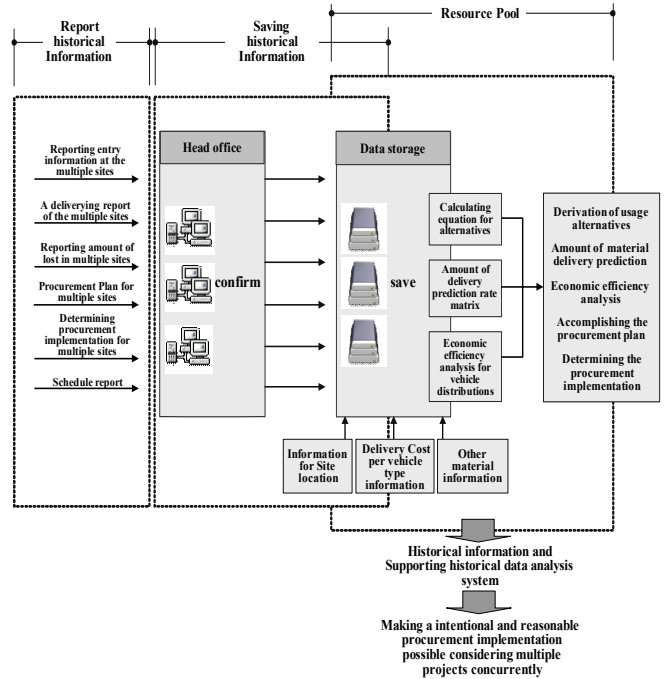 Report
historical
Information
Saving
historical
Information
Resource Pool
Reporting entry
information at the
multiple sites
A deliverying report
of the multiple sites
Reporting amount of
lost in multiple sites
Procurement Plan for
multiple sites
Determining
procurement
implementation for
multiple sites
Schedule report
Head office
confirm
Data storage
save
Calculating
equation for
alternatives
Amount of
delivery
prediction rate
matrix
Economic
efficiency
analysis for
vehicle
distributions
Derivation of usage
alternatives
Amount of material
delivery prediction
Economic efficiency
analysis
Accomplishing the
procurement plan
Determining the
procurement
implementation
Information
for Site
location
Delivery Cost
per vehicle
type
information
Other
material
information
Historical information and
Supporting historical data analysis
system
Making a intentional and reasonable
procurement implementation
possible considering multiple
projects concurrently